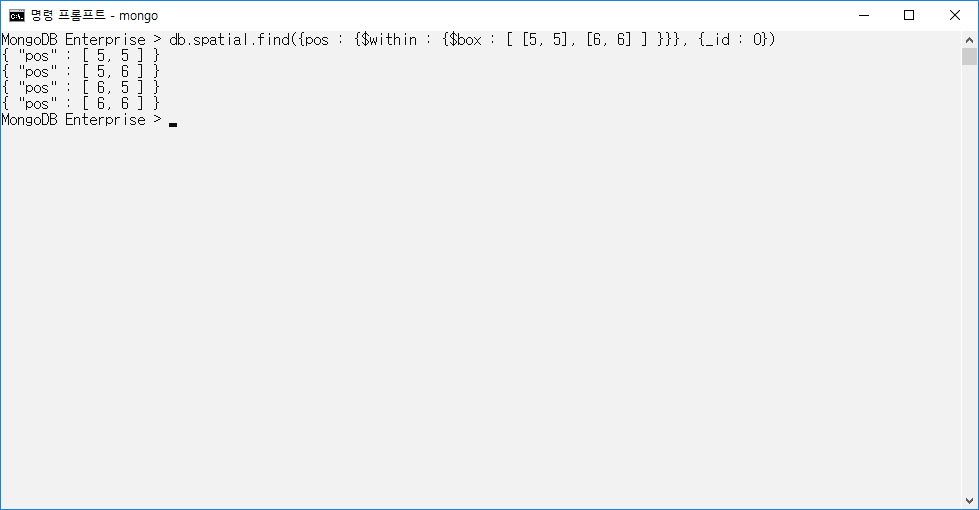 명령 프롬프트 - mongo
MongoDB Enterprise > db.spatial.find({pos : {$within : {$box : [ [5, 5], [6, 6] ] }}}, {_id : 0})
{ "pos" : [ 5, 5 ] }
{ "pos" : [ 5, 6 ] }
{ "pos" : [ 6, 5 ] }
{ "pos" : [ 6, 6 ] }
MongoDB Enterprise >